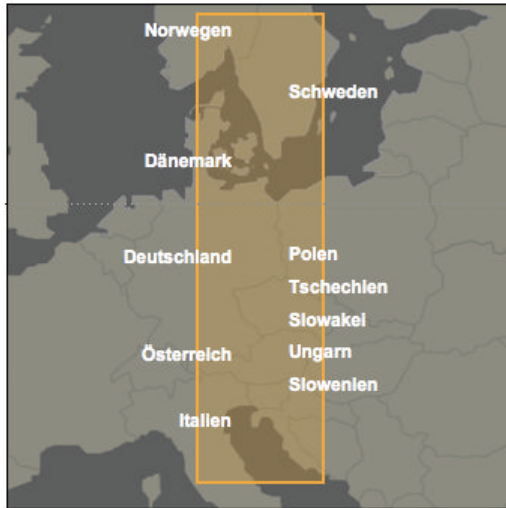 Norwegen
Schweden
Dänemark
Deutschland
Polen
Tschechien
Slowakei
Österreich
Ungarn
Slowenien
Italien